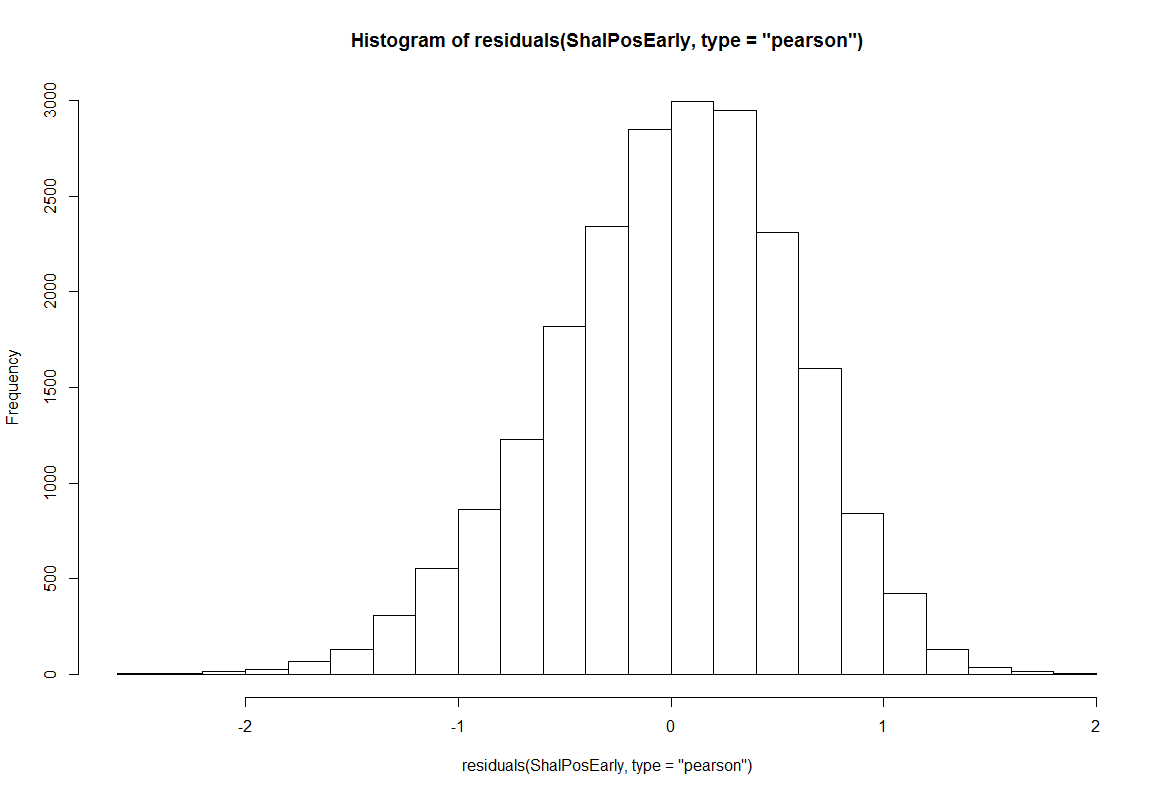 Histogram of residuals(ShalPosEarly, type = "pearson")
Frequency
3000
2500
2000
1500
1000
500
0
-2 -1 0 1 2
residuals(ShalPosEarly, type = "pearson")